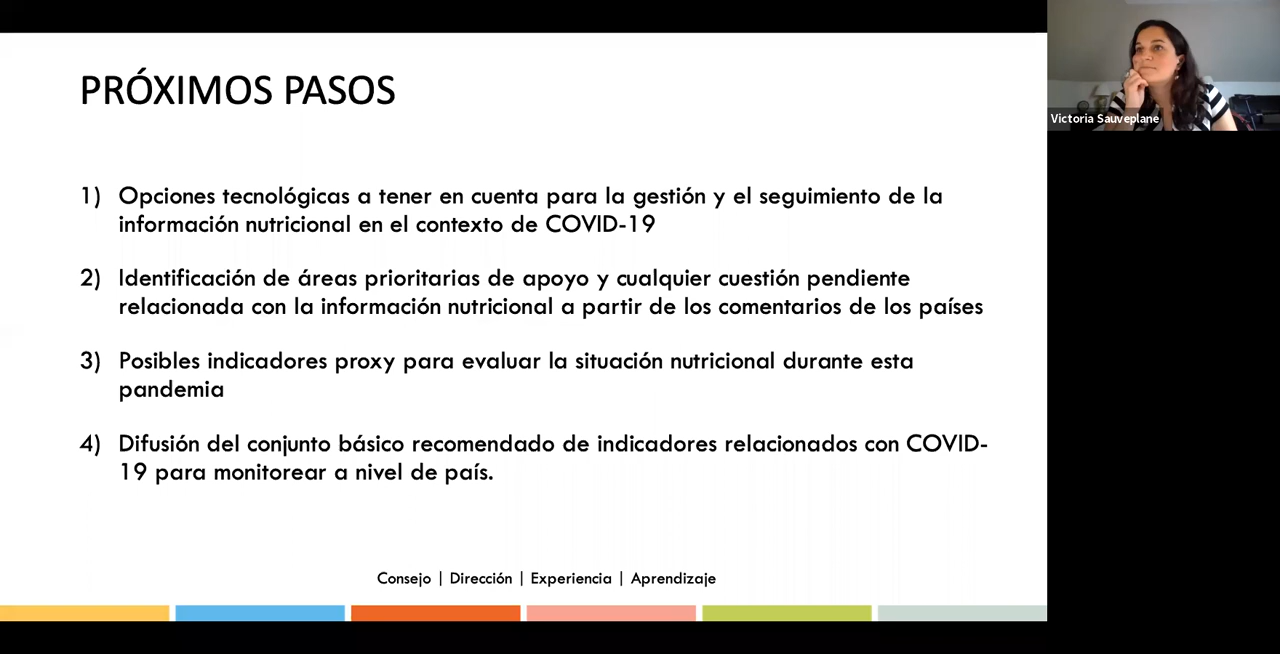 PRÓXIMOS PASOS
1) Opciones tecnológicas a tener en cuenta para la gestión y el seguimiento de la
información nutricional en el contexto de COVID-19
2) Identificación de áreas prioritarias de apoyo y cualquier cuestión pendiente
relacionada con la información nutricional a partir de los comentarios de los países
3) Posibles indicadores proxy para evaluar la situación nutricional durante esta
pandemia
4) Difusión del conjunto básico recomendado de indicadores relacionados con COVID-
19 para monitorear a nivel de país.
Consejo | Dirección | Experiencia | Aprendizaje
Victoria Sauveplane